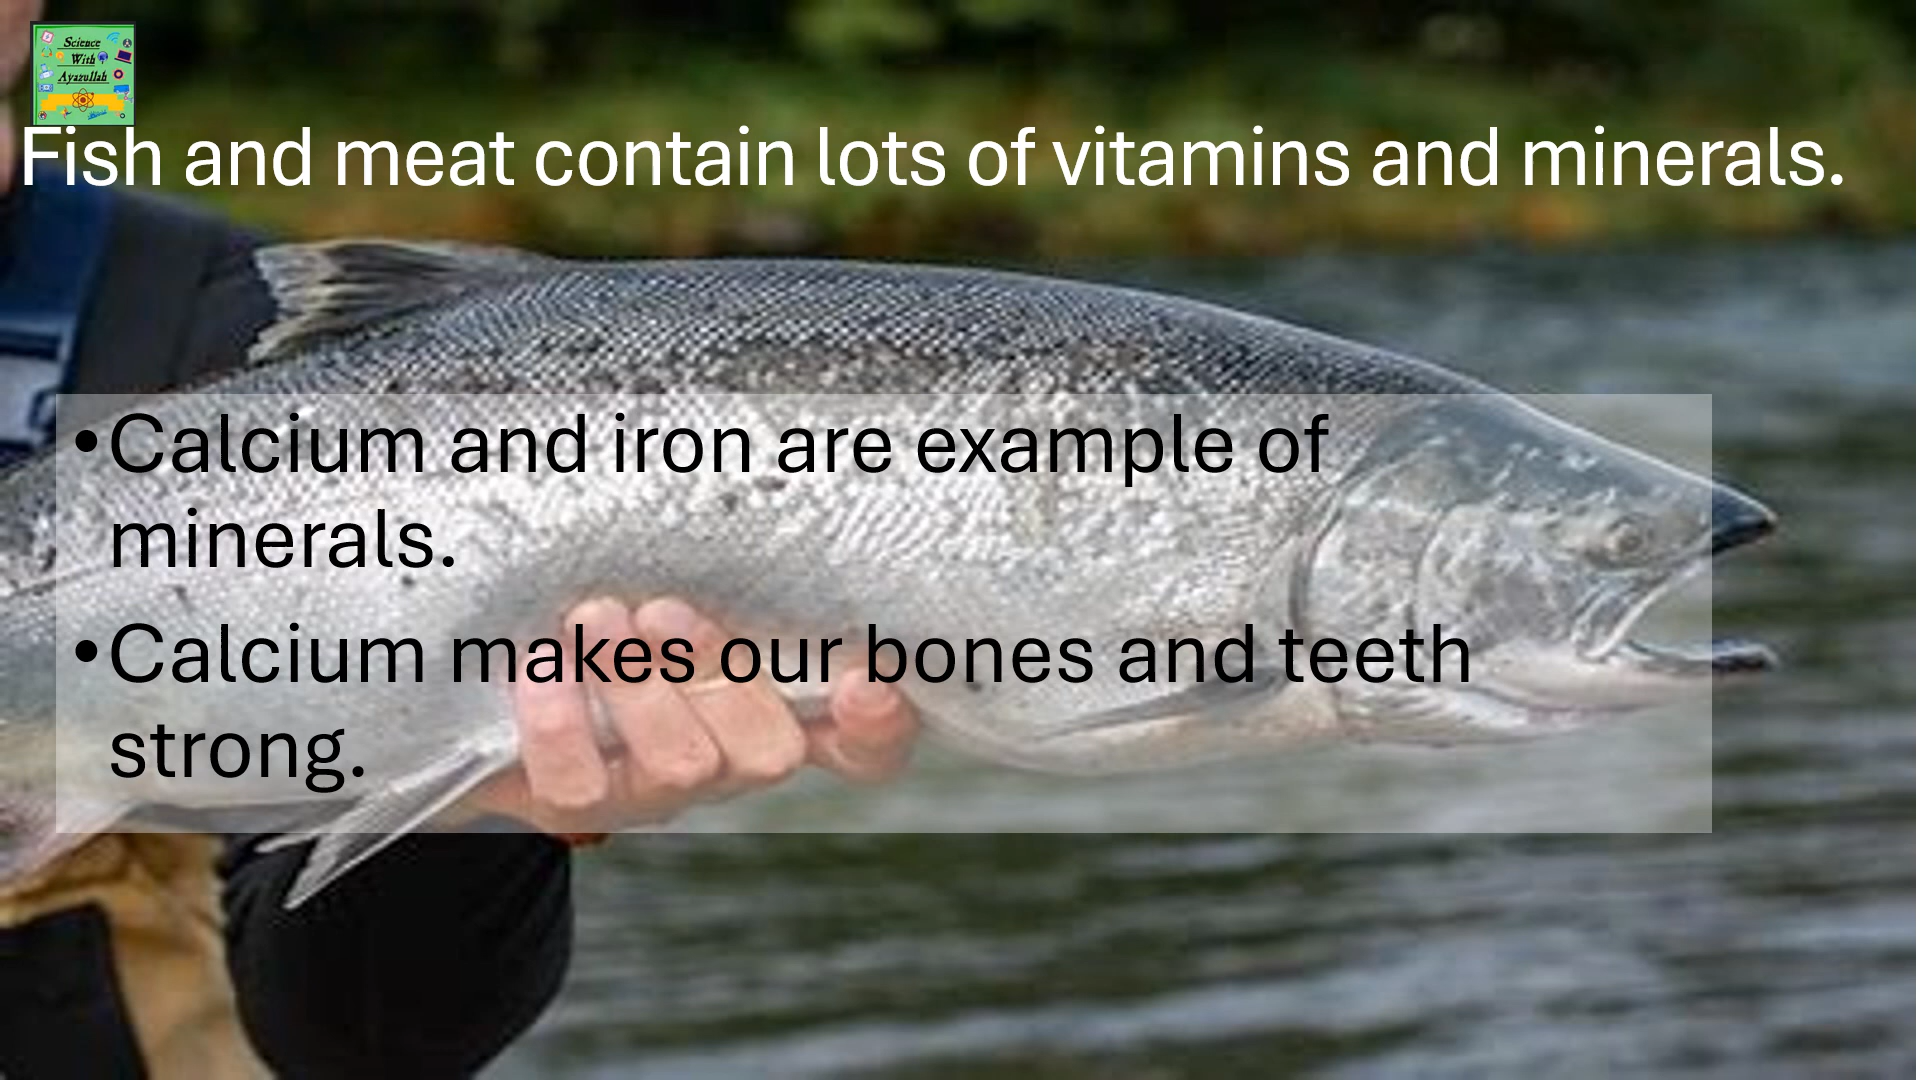 Science
With
Ayazullah
Fish and meat contain lots of vitamins and minerals.
•Calcium and iron are example of
minerals.
•Calcium makes our bones and teeth
strong.